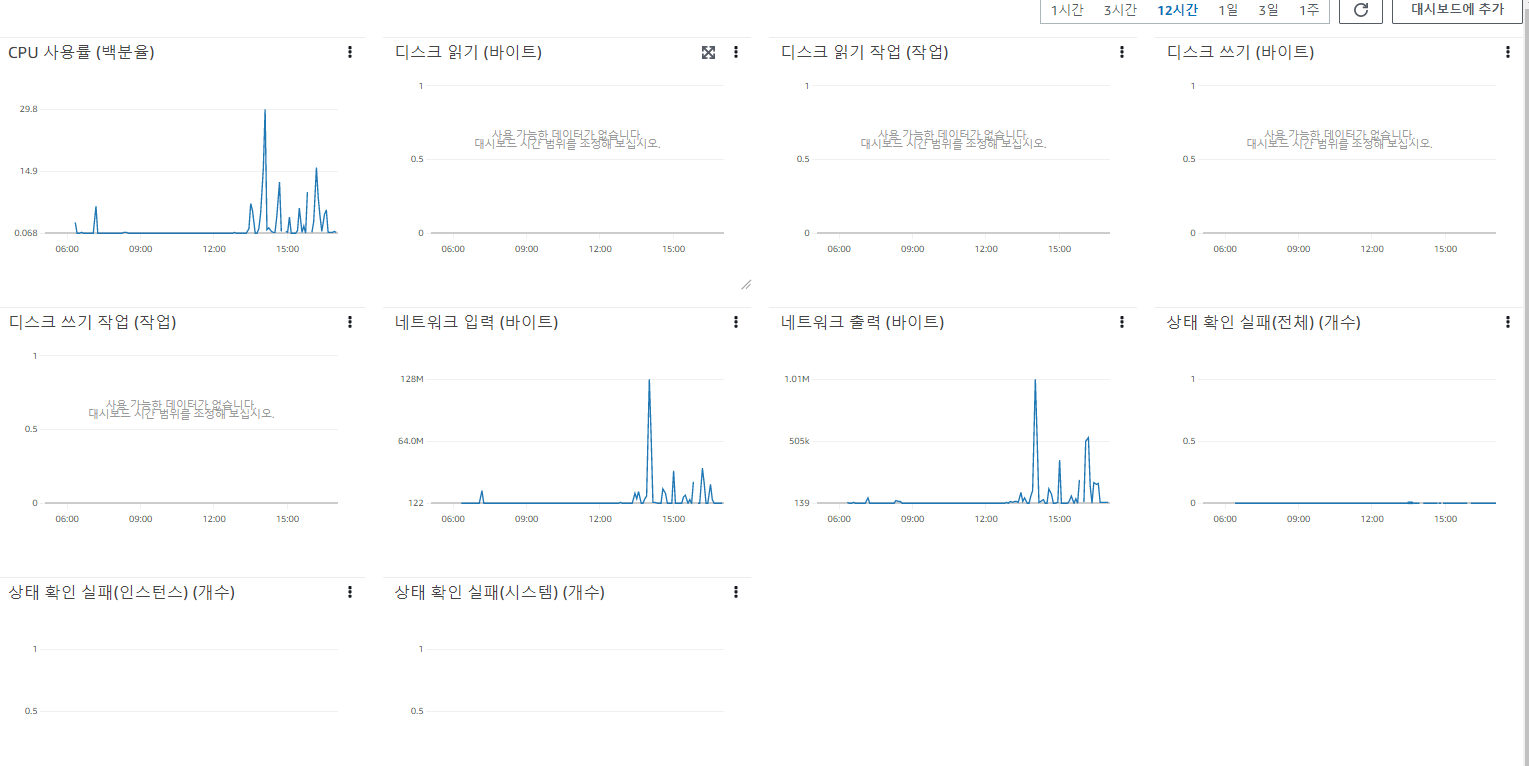 1시간 3시간 12시간 1일 3일 1주 대시보드에 추가
CPU 사용률 (백분율)
29.8
14.9
0.068
06:00 09:00 12:00 15:00
디스크 읽기 (바이트)
1
사용 가능한 데이터가 없습니다.
대시보드 시간 범위를 조정해 보십시오.
0.5
0
06:00 09:00 12:00 15:00
디스크 읽기 작업 (작업)
1
사용 가능한 데이터가 없습니다.
대시보드 시간 범위를 조정해 보십시오.
0.5
0
06:00 09:00 12:00 15:00
디스크 쓰기 (바이트)
1
사용 가능한 데이터가 없습니다.
대시보드 시간 범위를 조정해 보십시오.
0.5
0
06:00 09:00 12:00 15:00
디스크 쓰기 작업 (작업)
1
사용 가능한 데이터가 없습니다.
대시보드 시간 범위를 조정해 보십시오.
0.5
0
06:00 09:00 12:00 15:00
네트워크 입력 (바이트)
128M
64.0M
122
06:00 09:00 12:00 15:00
네트워크 출력 (바이트)
1.01M
505k
139
06:00 09:00 12:00 15:00
상태 확인 실패(전체) (개수)
1
0.5
0
06:00 09:00 12:00 15:00
상태 확인 실패(인스턴스) (개수)
1
0.5
상태 확인 실패(시스템) (개수)
1
0.5